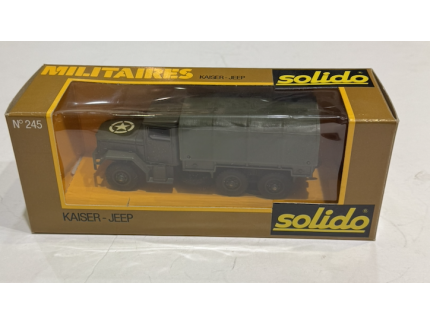 MILITAIRES
KAISER - JEEP
solido
N° 245
KAISER - JEEP
solido